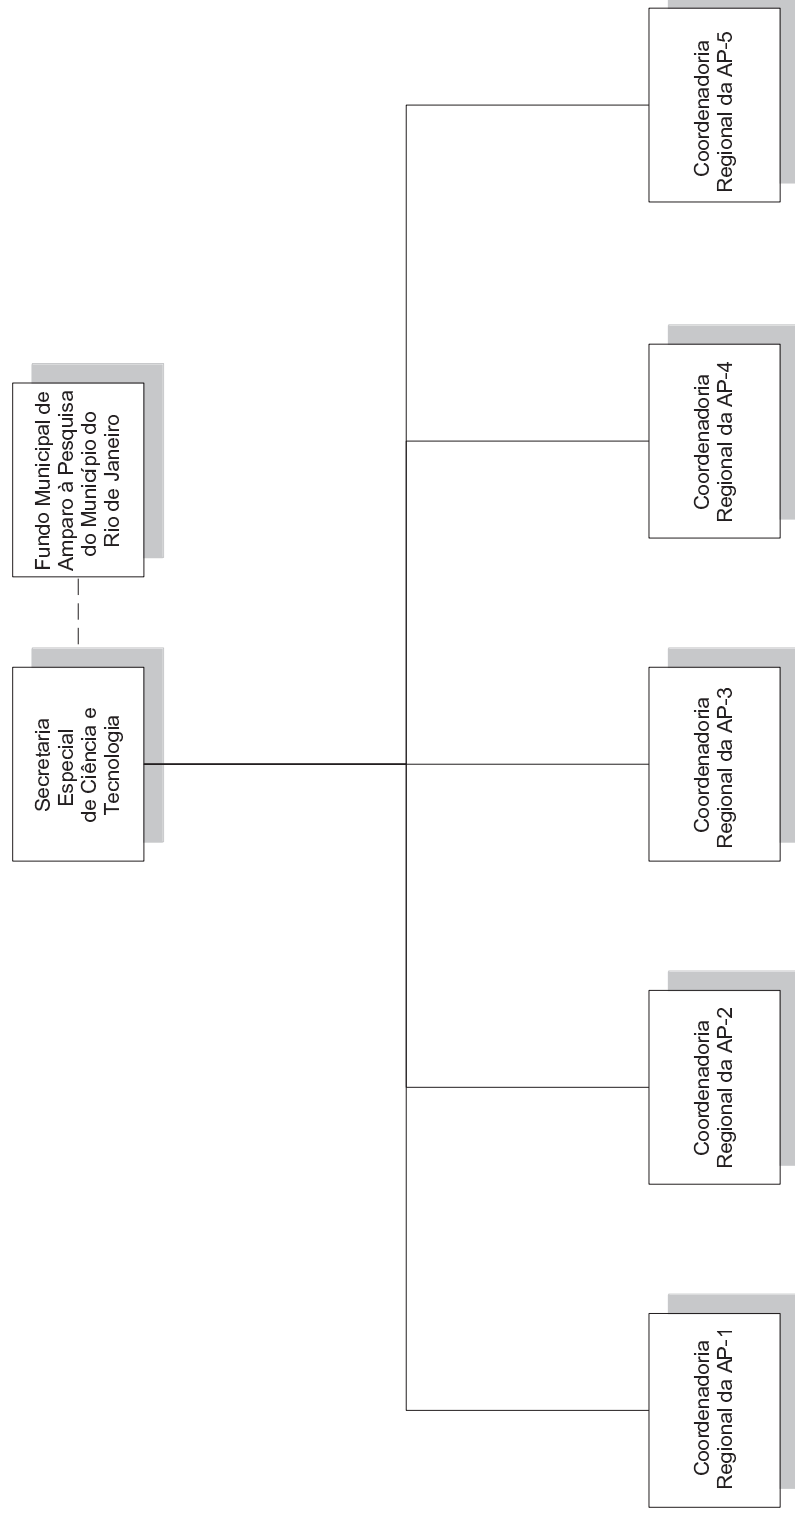 Secretaria
Especial
de Ciência e
Tecnologia
Fundo Municipal de
Amparo à Pesquisa
do Município do
Rio de Janeiro
Coordenadoria
Regional da AP-1
Coordenadoria
Regional da AP-2
Coordenadoria
Regional da AP-3
Coordenadoria
Regional da AP-4
Coordenadoria
Regional da AP-5